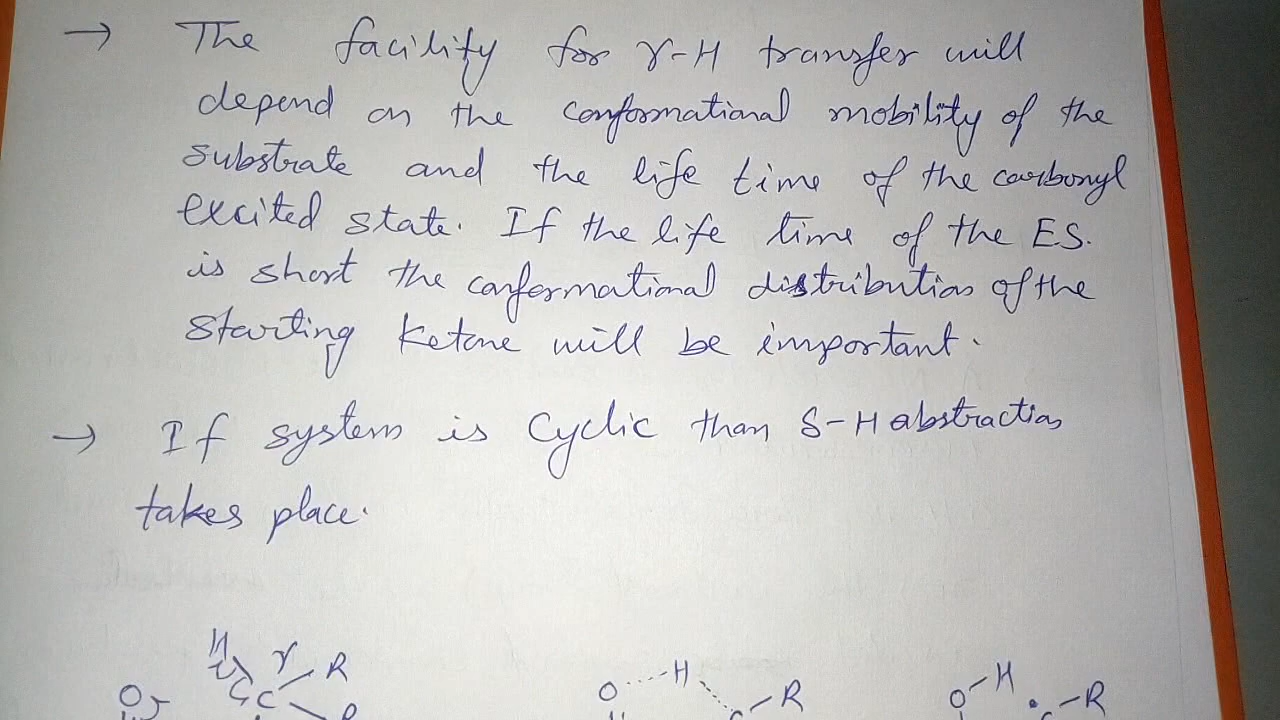 → The facility for γ-H transfer will
depend on the conformational mobility of the
substrate and the life time of the carbonyl
excited state. If the life time of the ES.
is short the conformational distribution of the
starting ketone will be important.
→ If system is Cyclic than δ-H abstraction
takes place.
H γ R
O C C R
O H C R
O-H • C-R